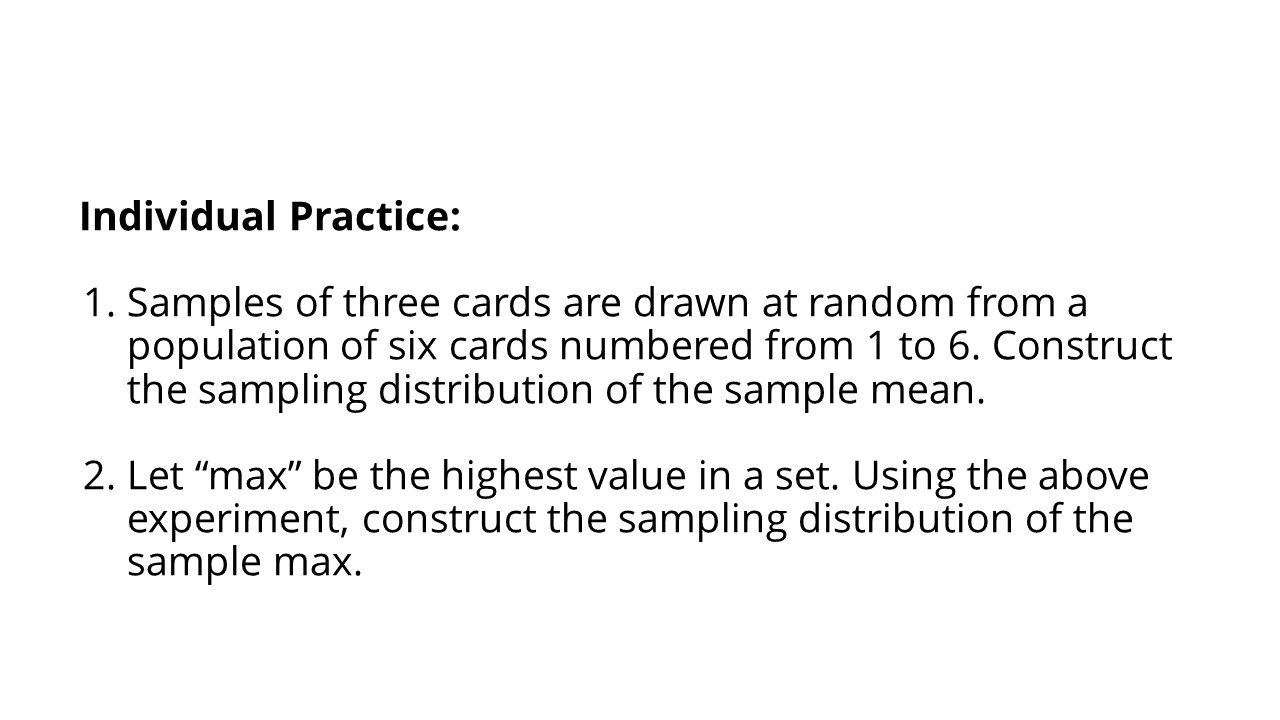 Individual Practice:
1. Samples of three cards are drawn at random from a
population of six cards numbered from 1 to 6. Construct
the sampling distribution of the sample mean.
2. Let “max” be the highest value in a set. Using the above
experiment, construct the sampling distribution of the
sample max.